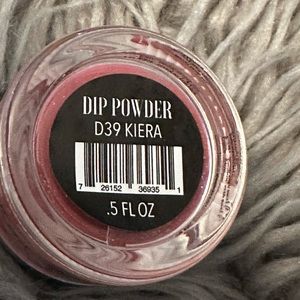 DIP POWDER
D39 KIERA
7 26152 36935 1
.5 FL OZ